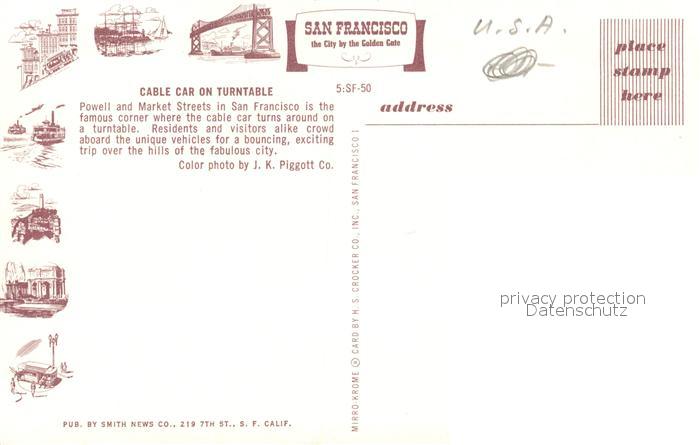 SAN FRANCISCO
the City by the Golden Gate
U.S.A.
place
stamp
here
CABLE CAR ON TURNTABLE
5:SF-50
Powell and Market Streets in San Francisco is the
famous corner where the cable car turns around on
a turntable. Residents and visitors alike crowd
aboard the unique vehicles for a bouncing, exciting
trip over the hills of the fabulous city.
Color photo by J. K. Piggott Co.
address
MIRRO-KROME ® CARD BY H. S. CROCKER CO., INC., SAN FRANCISCO 1
privacy protection
Datenschutz
PUB. BY SMITH NEWS CO., 219 7TH ST., S. F. CALIF.